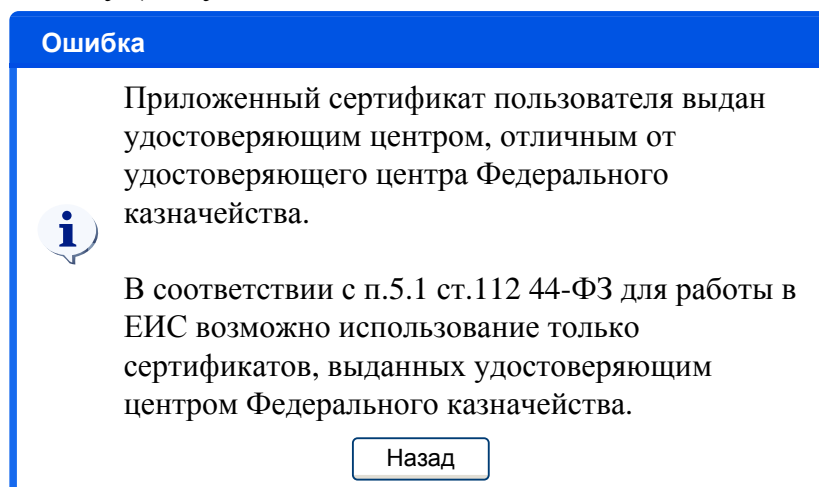 Ошибка
Приложенный сертификат пользователя выдан
удостоверяющим центром, отличным от
удостоверяющего центра Федерального
казначейства.
В соответствии с п.5.1 ст.112 44-ФЗ для работы в
ЕИС возможно использование только
сертификатов, выданных удостоверяющим
центром Федерального казначейства.
Назад